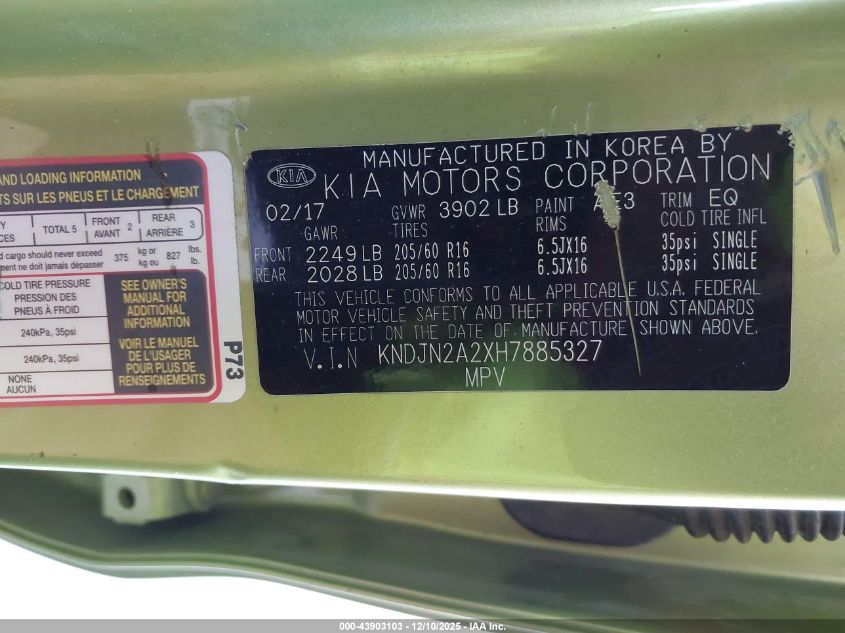 AND LOADING INFORMATION
TS SUR LES PNEUS ET LE CHARGEMENT
TOTAL 5 FRONT AVANT 2 REAR ARRIÈRE 3
d cargo should never exceed 375 kg or 827 lbs.
ment ne doit jamais dépasser kg ou lb.
COLD TIRE PRESSURE
PRESSION DES
PNEUS À FROID
240kPa, 35psi
240kPa, 35psi
NONE
AUCUN
SEE OWNER'S
MANUAL FOR
ADDITIONAL
INFORMATION
VOIR LE MANUEL
DE L'USAGER
POUR PLUS DE
RENSEIGNEMENTS
P73
MANUFACTURED IN KOREA BY
KIA KIA MOTORS CORPORATION
02/17 GVWR 3902 LB PAINT TRIM EQ
GAWR TIRES RIMS COLD TIRE INFL
FRONT 2249 LB 205/60 R16 6.5JX16 35psi SINGLE
REAR 2028 LB 205/60 R16 6.5JX16 35psi SINGLE
THIS VEHICLE CONFORMS TO ALL APPLICABLE U.S.A. FEDERAL
MOTOR VEHICLE SAFETY AND THEFT PREVENTION STANDARDS
IN EFFECT ON THE DATE OF MANUFACTURE SHOWN ABOVE.
V.I.N KNDJN2A2XH7885327
MPV
000-43903103 - 12/10/2025 - IAA Inc.